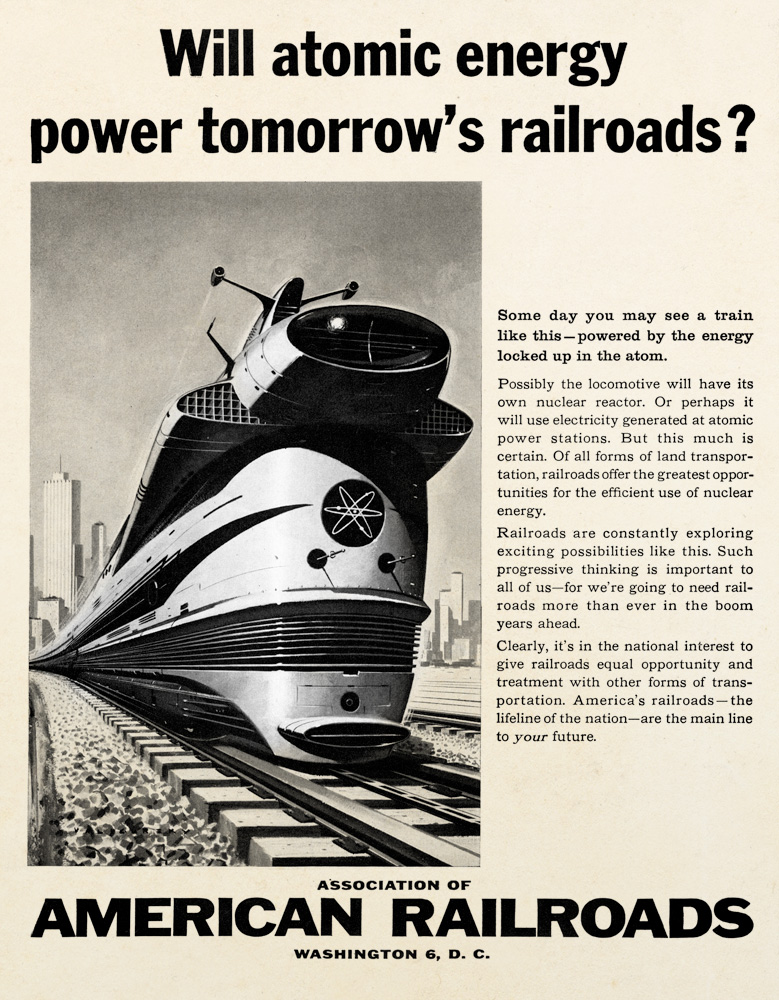 Will atomic energy
power tomorrow's railroads?
Some day you may see a train
like this—powered by the energy
locked up in the atom.
Possibly the locomotive will have its
own nuclear reactor. Or perhaps it
will use electricity generated at atomic
power stations. But this much is
certain. Of all forms of land transpor-
tation, railroads offer the greatest oppor-
tunities for the efficient use of nuclear
energy.
Railroads are constantly exploring
exciting possibilities like this. Such
progressive thinking is important to
all of us—for we're going to need rail-
roads more than ever in the boom
years ahead.
Clearly, it's in the national interest to
give railroads equal opportunity and
treatment with other forms of trans-
portation. America's railroads—the
lifeline of the nation—are the main line
to your future.
ASSOCIATION OF
AMERICAN RAILROADS
WASHINGTON 6, D. C.